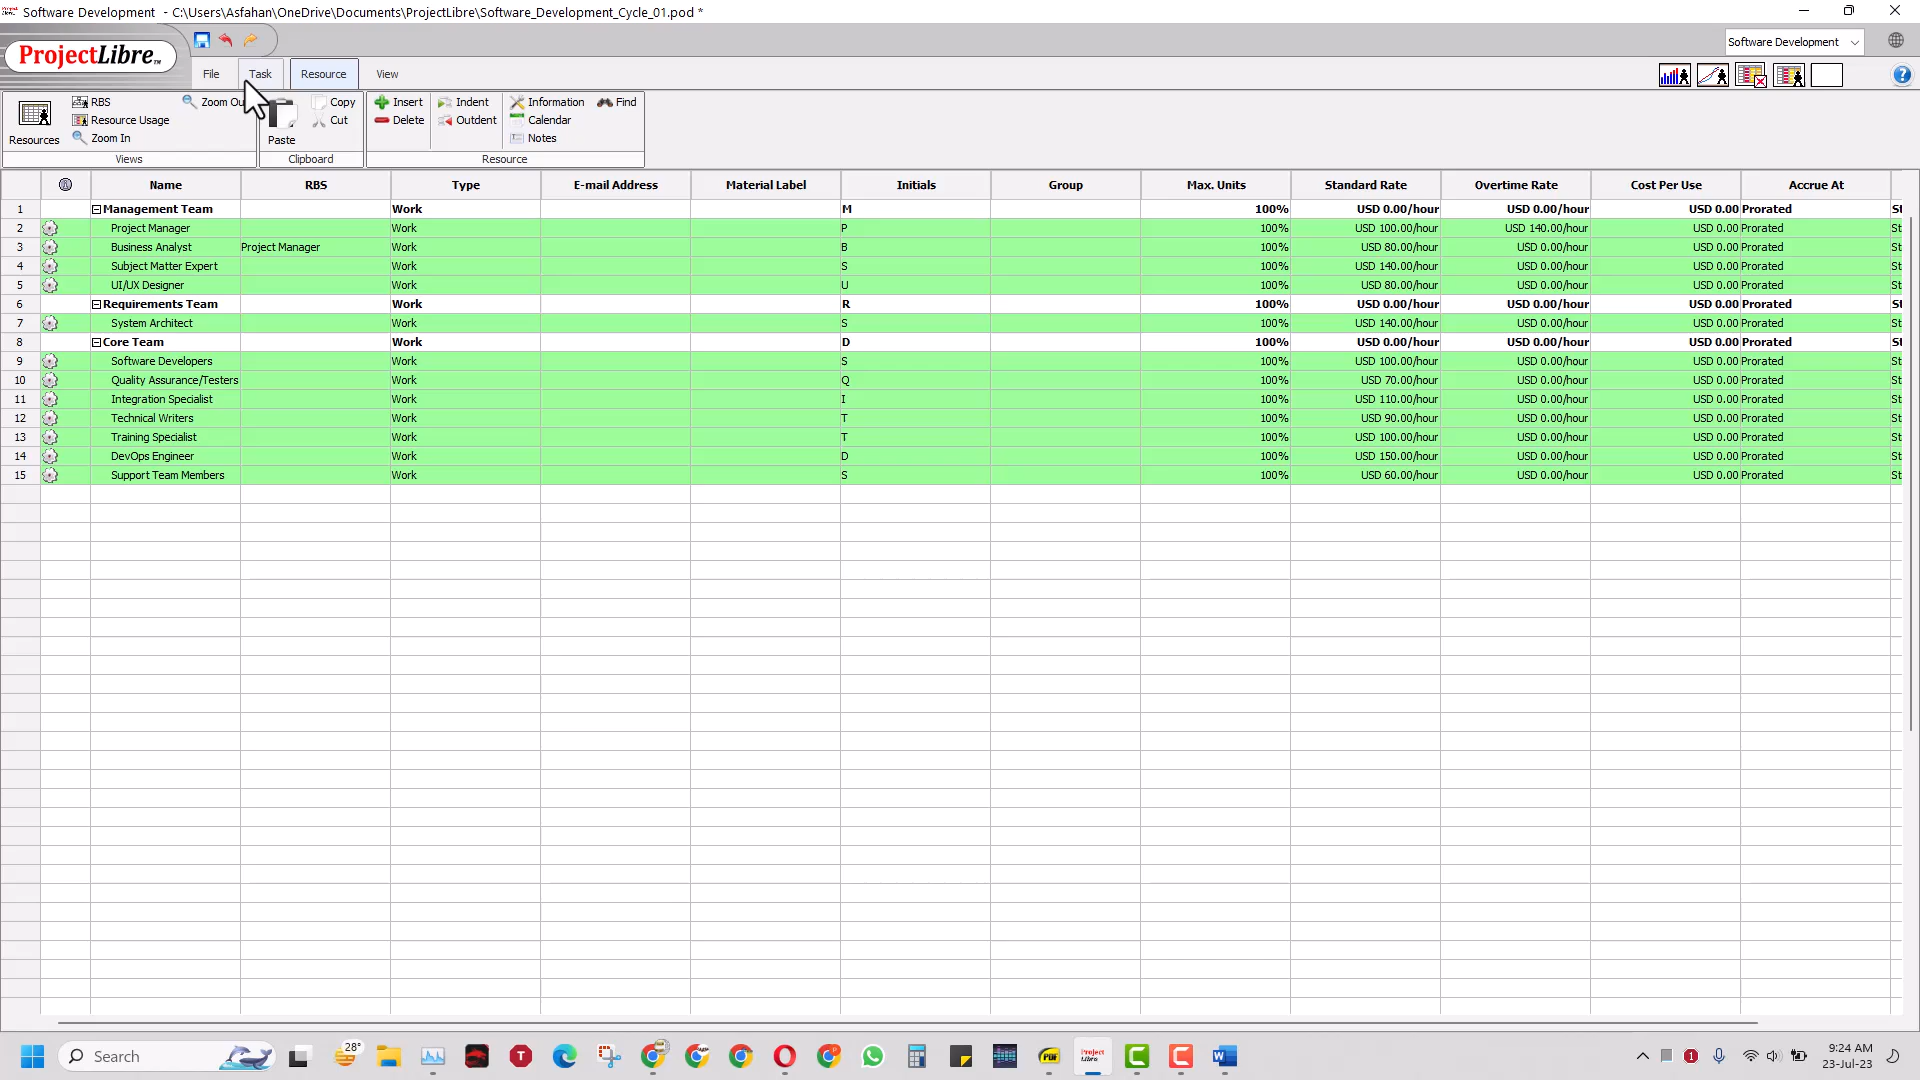 Software Development - C:\Users\Asfahan\OneDrive\Documents\ProjectLibre\Software_Development_Cycle_01.pod *
ProjectLibre™
Software Development
File Task Resource View
Resources
RBS
Resource Usage
Zoom In
Zoom
Views
Paste
Copy
Cut
Clipboard
Insert
Delete
Indent
Outdent
Information
Calendar
Notes
Find
Resource
Name RBS Type E-mail Address Material Label Initials Group Max. Units Standard Rate Overtime Rate Cost Per Use Accrue At
1 Management Team Work M 100% USD 0.00/hour USD 0.00/hour USD 0.00 Prorated St
2 Project Manager Work P 100% USD 100.00/hour USD 140.00/hour USD 0.00 Prorated St
3 Business Analyst Project Manager Work B 100% USD 80.00/hour USD 0.00/hour USD 0.00 Prorated St
4 Subject Matter Expert Work S 100% USD 140.00/hour USD 0.00/hour USD 0.00 Prorated St
5 UI/UX Designer Work U 100% USD 80.00/hour USD 0.00/hour USD 0.00 Prorated St
6 Requirements Team Work R 100% USD 0.00/hour USD 0.00/hour USD 0.00 Prorated St
7 System Architect Work S 100% USD 140.00/hour USD 0.00/hour USD 0.00 Prorated St
8 Core Team Work D 100% USD 0.00/hour USD 0.00/hour USD 0.00 Prorated St
9 Software Developers Work S 100% USD 100.00/hour USD 0.00/hour USD 0.00 Prorated St
10 Quality Assurance/Testers Work Q 100% USD 70.00/hour USD 0.00/hour USD 0.00 Prorated St
11 Integration Specialist Work I 100% USD 110.00/hour USD 0.00/hour USD 0.00 Prorated St
12 Technical Writers Work T 100% USD 90.00/hour USD 0.00/hour USD 0.00 Prorated St
13 Training Specialist Work T 100% USD 100.00/hour USD 0.00/hour USD 0.00 Prorated St
14 DevOps Engineer Work D 100% USD 150.00/hour USD 0.00/hour USD 0.00 Prorated St
15 Support Team Members Work S 100% USD 60.00/hour USD 0.00/hour USD 0.00 Prorated St
Search
28°
9:24 AM
23-Jul-23